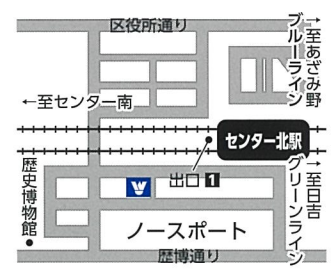 区役所通り
ブルーライン
→至あざみ野
←至センター南
センター北駅
出口 1
歴史博物館
ノースポート
歴博通り
グリーンライン
→至日吉